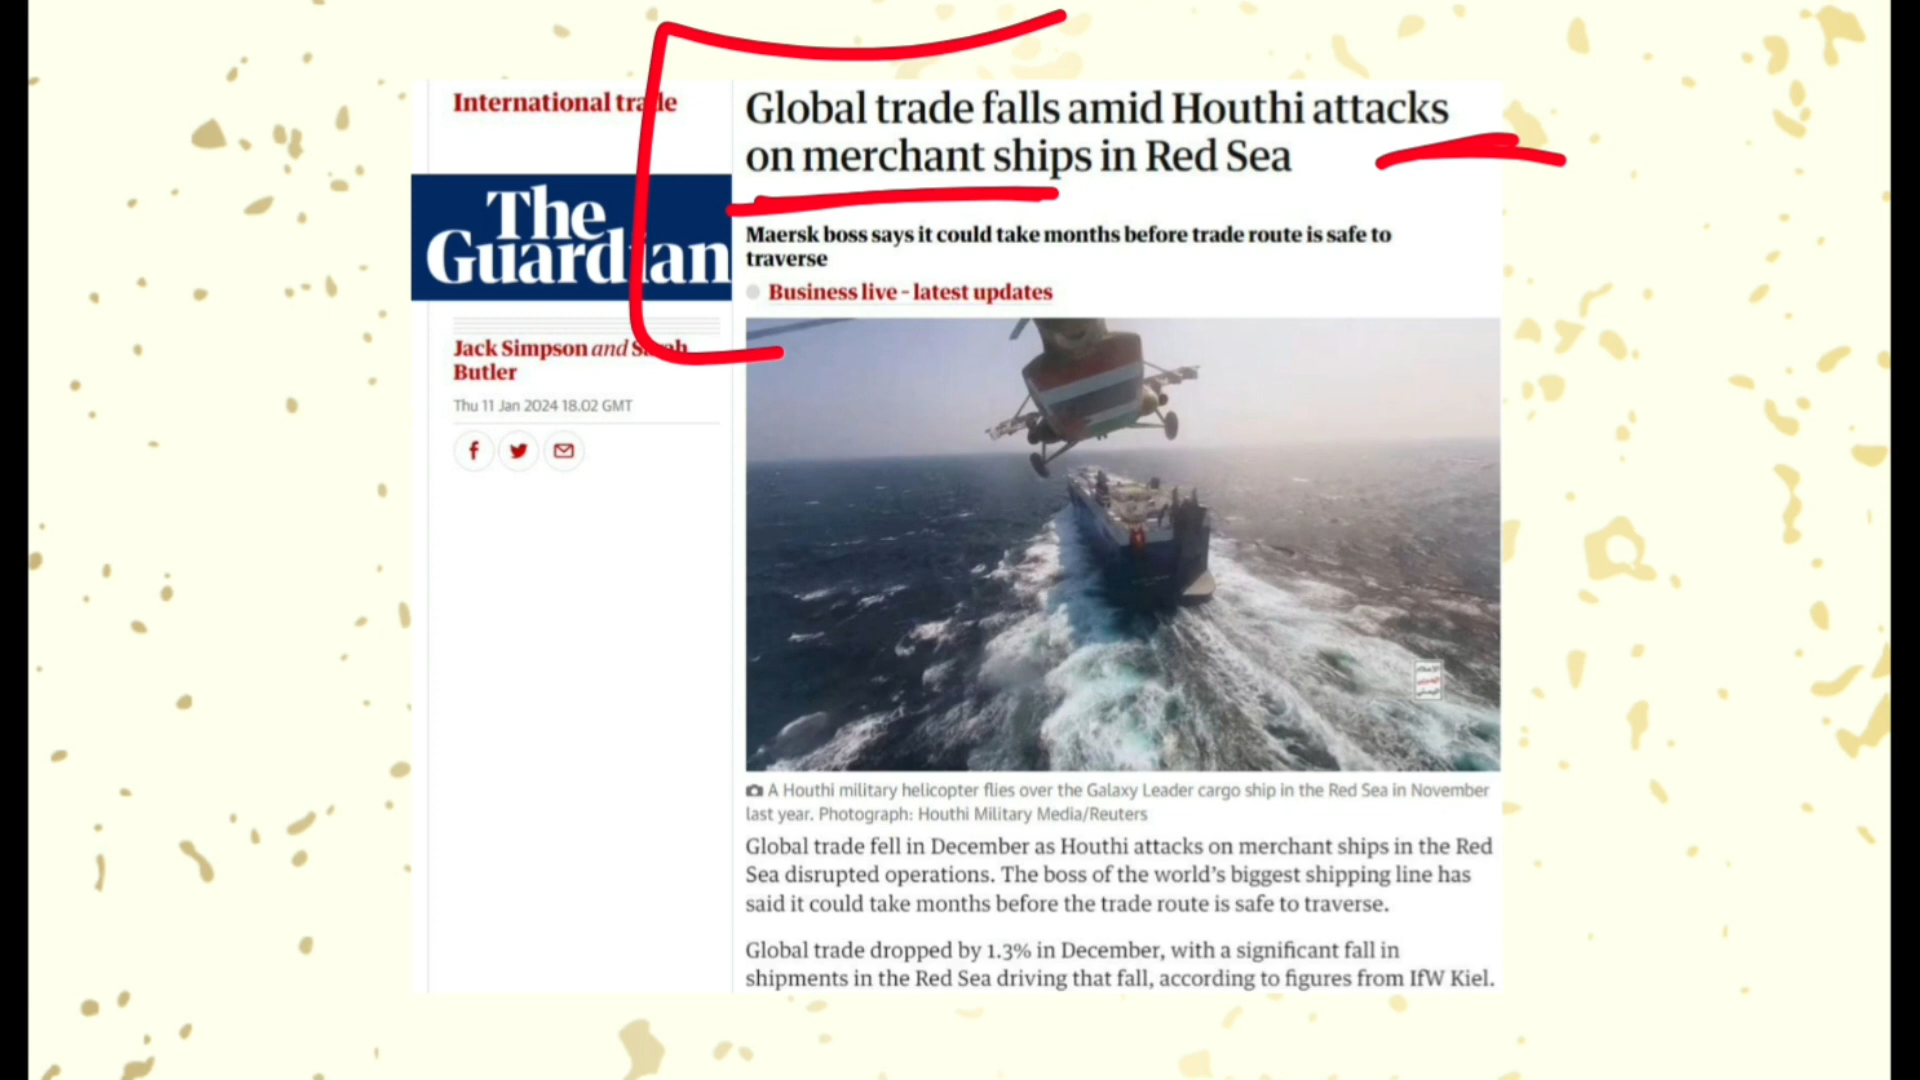 International trade
The
Guardian
Jack Simpson and Sarah
Butler
Thu 11 Jan 2024 18.02 GMT
Global trade falls amid Houthi attacks
on merchant ships in Red Sea
Maersk boss says it could take months before trade route is safe to
traverse
Business live - latest updates
A Houthi military helicopter flies over the Galaxy Leader cargo ship in the Red Sea in November
last year. Photograph: Houthi Military Media/Reuters
Global trade fell in December as Houthi attacks on merchant ships in the Red
Sea disrupted operations. The boss of the world's biggest shipping line has
said it could take months before the trade route is safe to traverse.
Global trade dropped by 1.3% in December, with a significant fall in
shipments in the Red Sea driving that fall, according to figures from IfW Kiel.